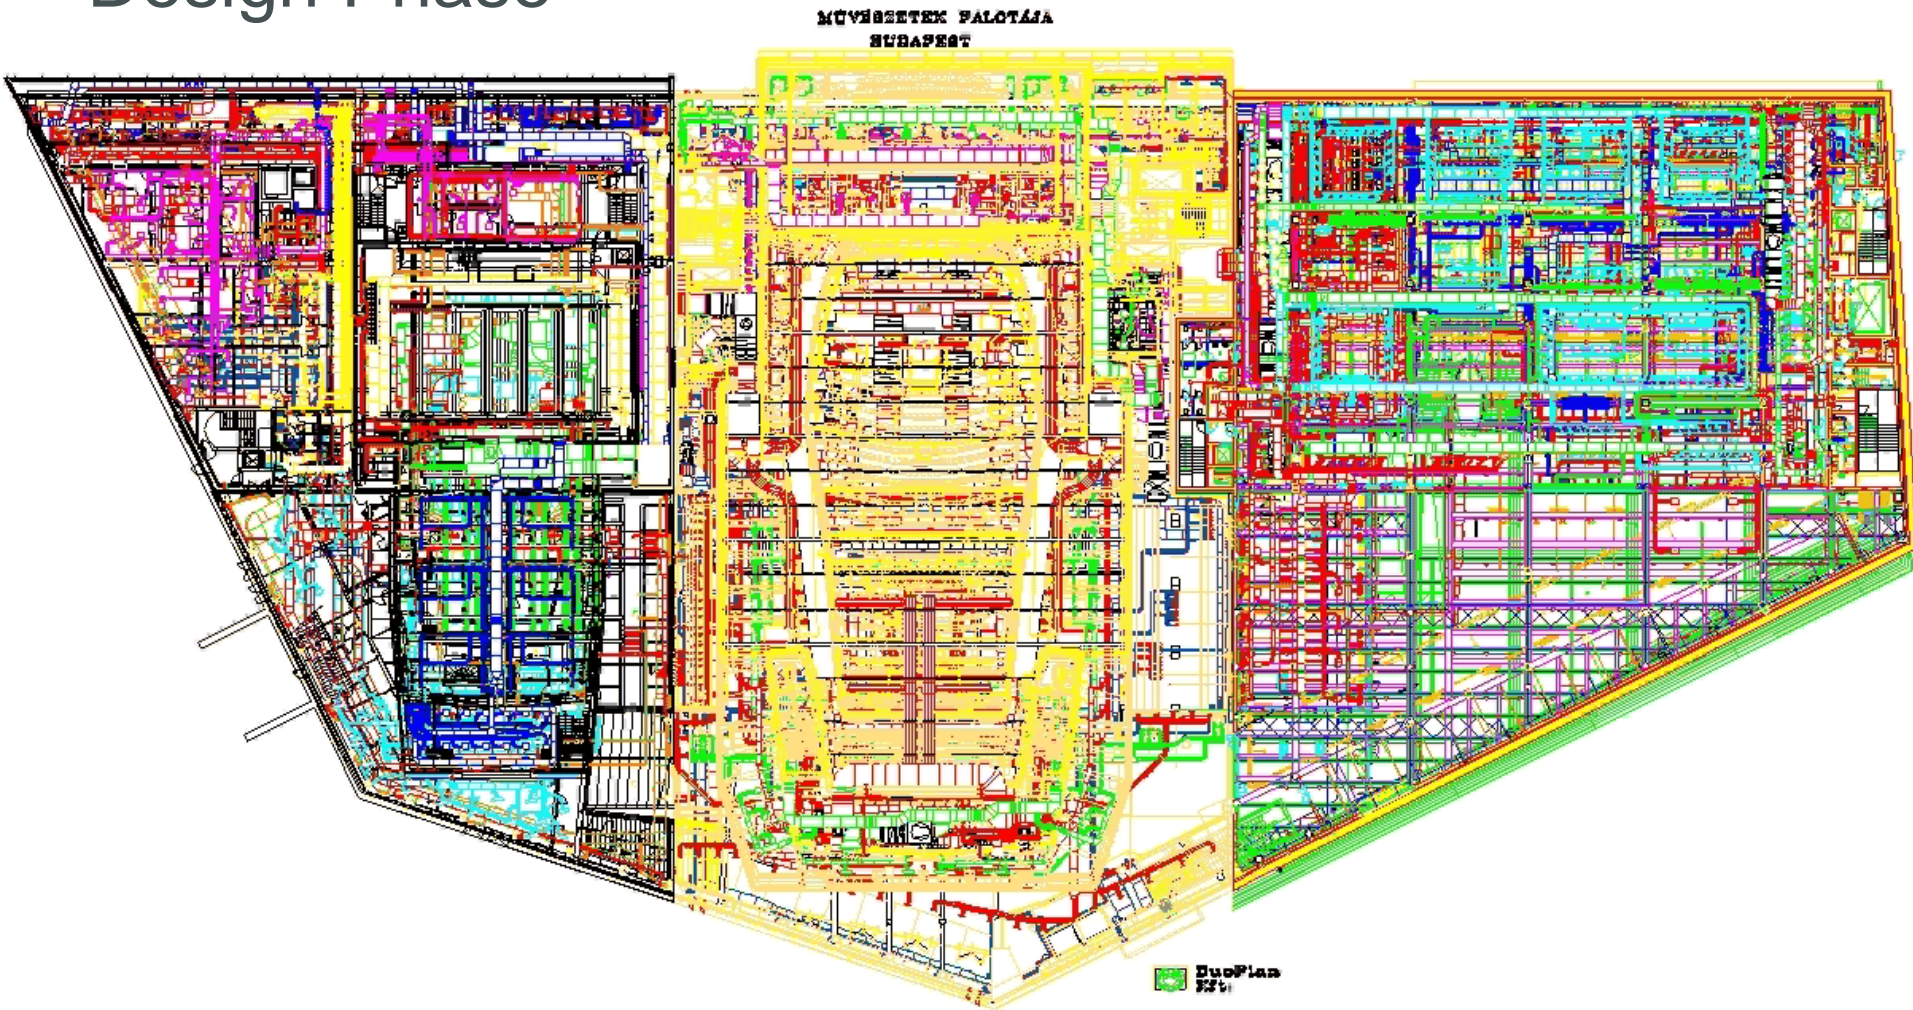 Design Phase
MŰVÉSZETEK PALOTÁJA
BUDAPEST
DuoPlan
Kft.